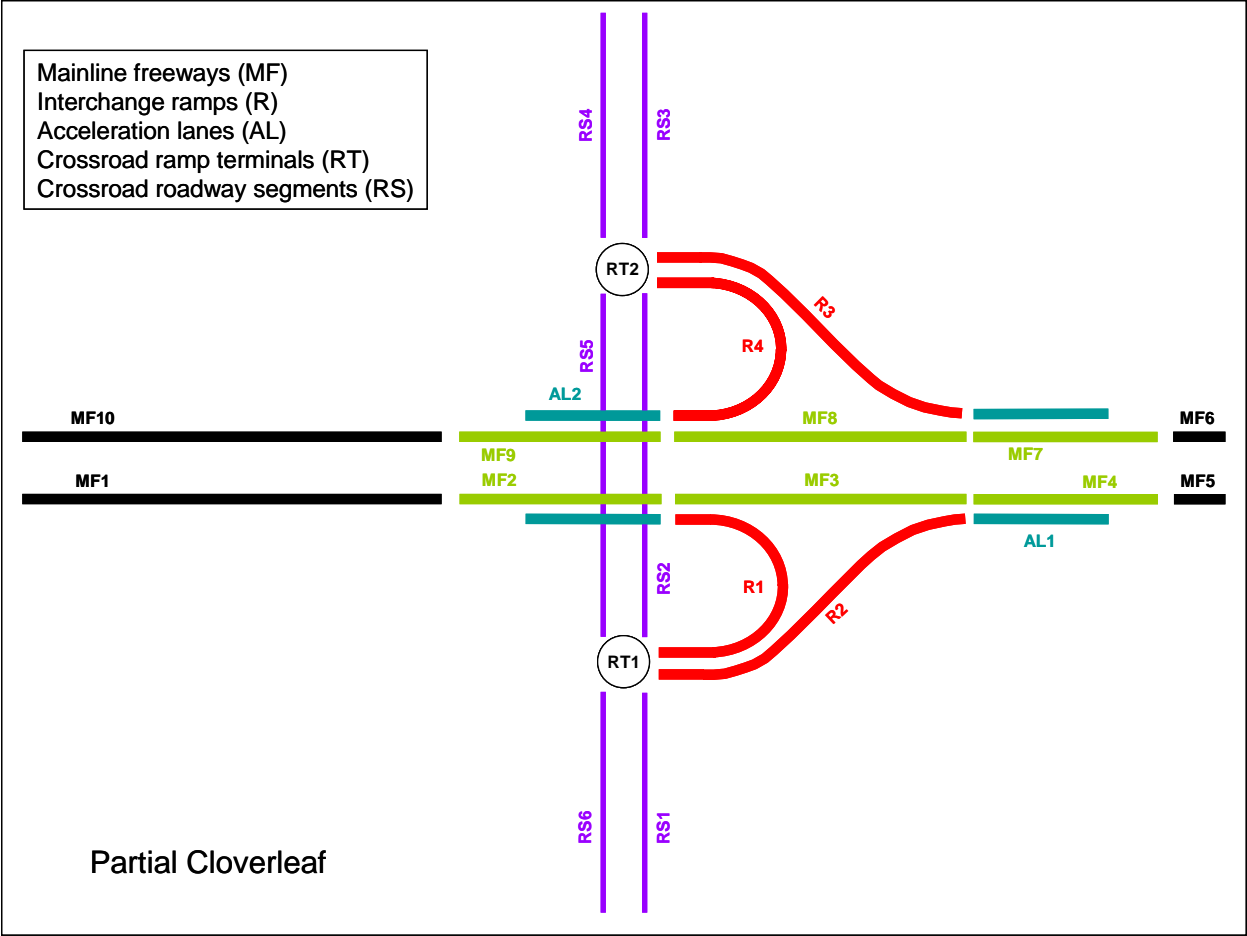 Mainline freeways (MF)
Interchange ramps (R)
Acceleration lanes (AL)
Crossroad ramp terminals (RT)
Crossroad roadway segments (RS)
RS4
RS3
RT2
R3
RS5
R4
AL2
MF10
MF8
MF6
MF9
MF7
MF1
MF2
MF3
MF4
MF5
AL1
RS2
R1
R2
RT1
RS6
RS1
Partial Cloverleaf